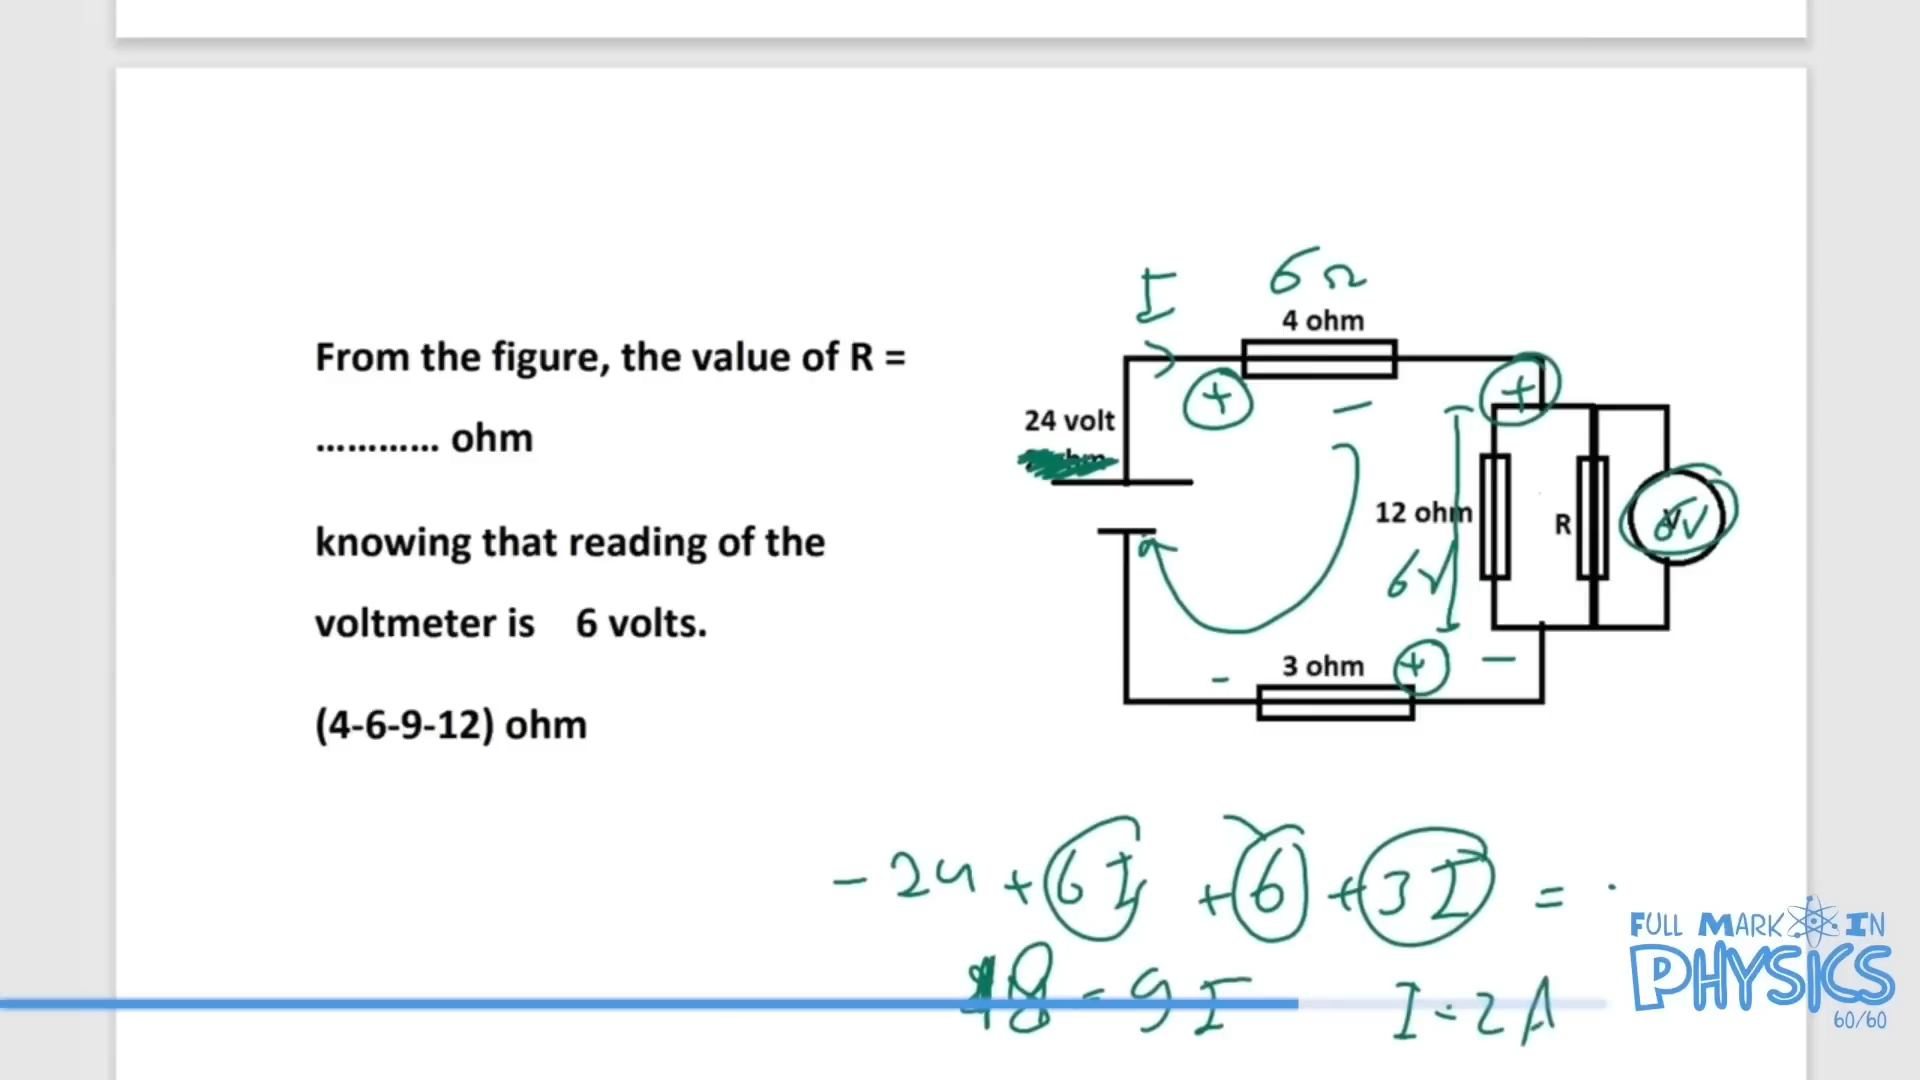 From the figure, the value of R =
………… ohm
knowing that reading of the
voltmeter is 6 volts.
(4-6-9-12) ohm
I
6Ω
4 ohm
+
−
+
24 volt
12 ohm
R
6V
6V
3 ohm
+
−
-
- 24 + 6I + 6 + 3I = .
18 = 9I
I = 2A
FULL MARK IN
PHYSICS
60/60